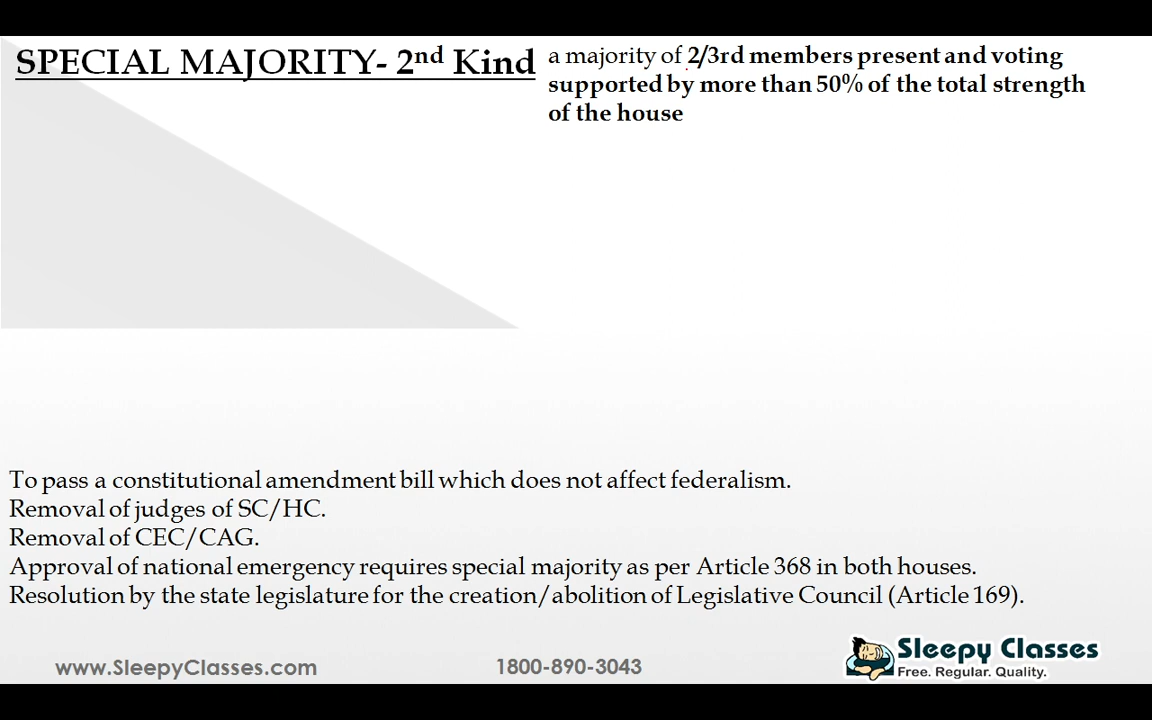 SPECIAL MAJORITY- 2nd Kind
a majority of 2/3rd members present and voting
supported by more than 50% of the total strength
of the house
To pass a constitutional amendment bill which does not affect federalism.
Removal of judges of SC/HC.
Removal of CEC/CAG.
Approval of national emergency requires special majority as per Article 368 in both houses.
Resolution by the state legislature for the creation/abolition of Legislative Council (Article 169).
www.SleepyClasses.com
1800-890-3043
Sleepy Classes
Free. Regular. Quality.